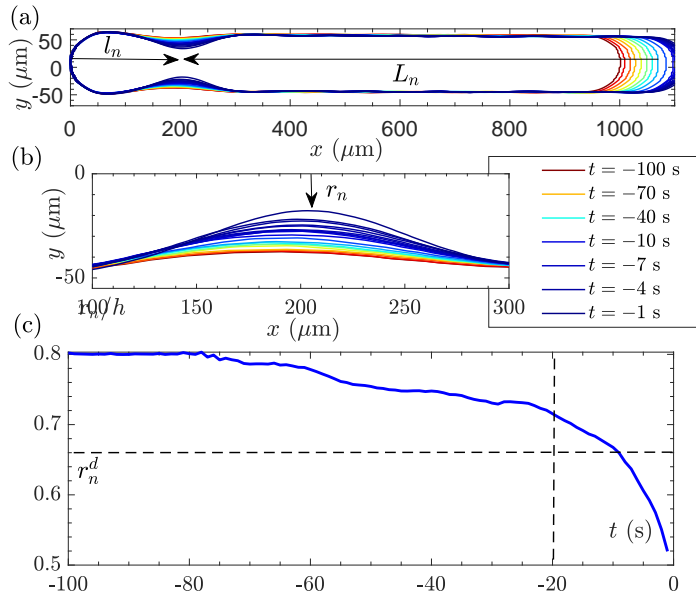 (a)
50
0
-50
y (μm)
l_n
L_n
0 200 400 600 800 1000
x (μm)
(b)
0
-50
y (μm)
r_n
100 150 200 250 300
r_n/h
x (μm)
t = −100 s
t = −70 s
t = −40 s
t = −10 s
t = −7 s
t = −4 s
t = −1 s
(c)
0.8
0.7
0.6
0.5
r_n^d
t (s)
-100 -80 -60 -40 -20 0